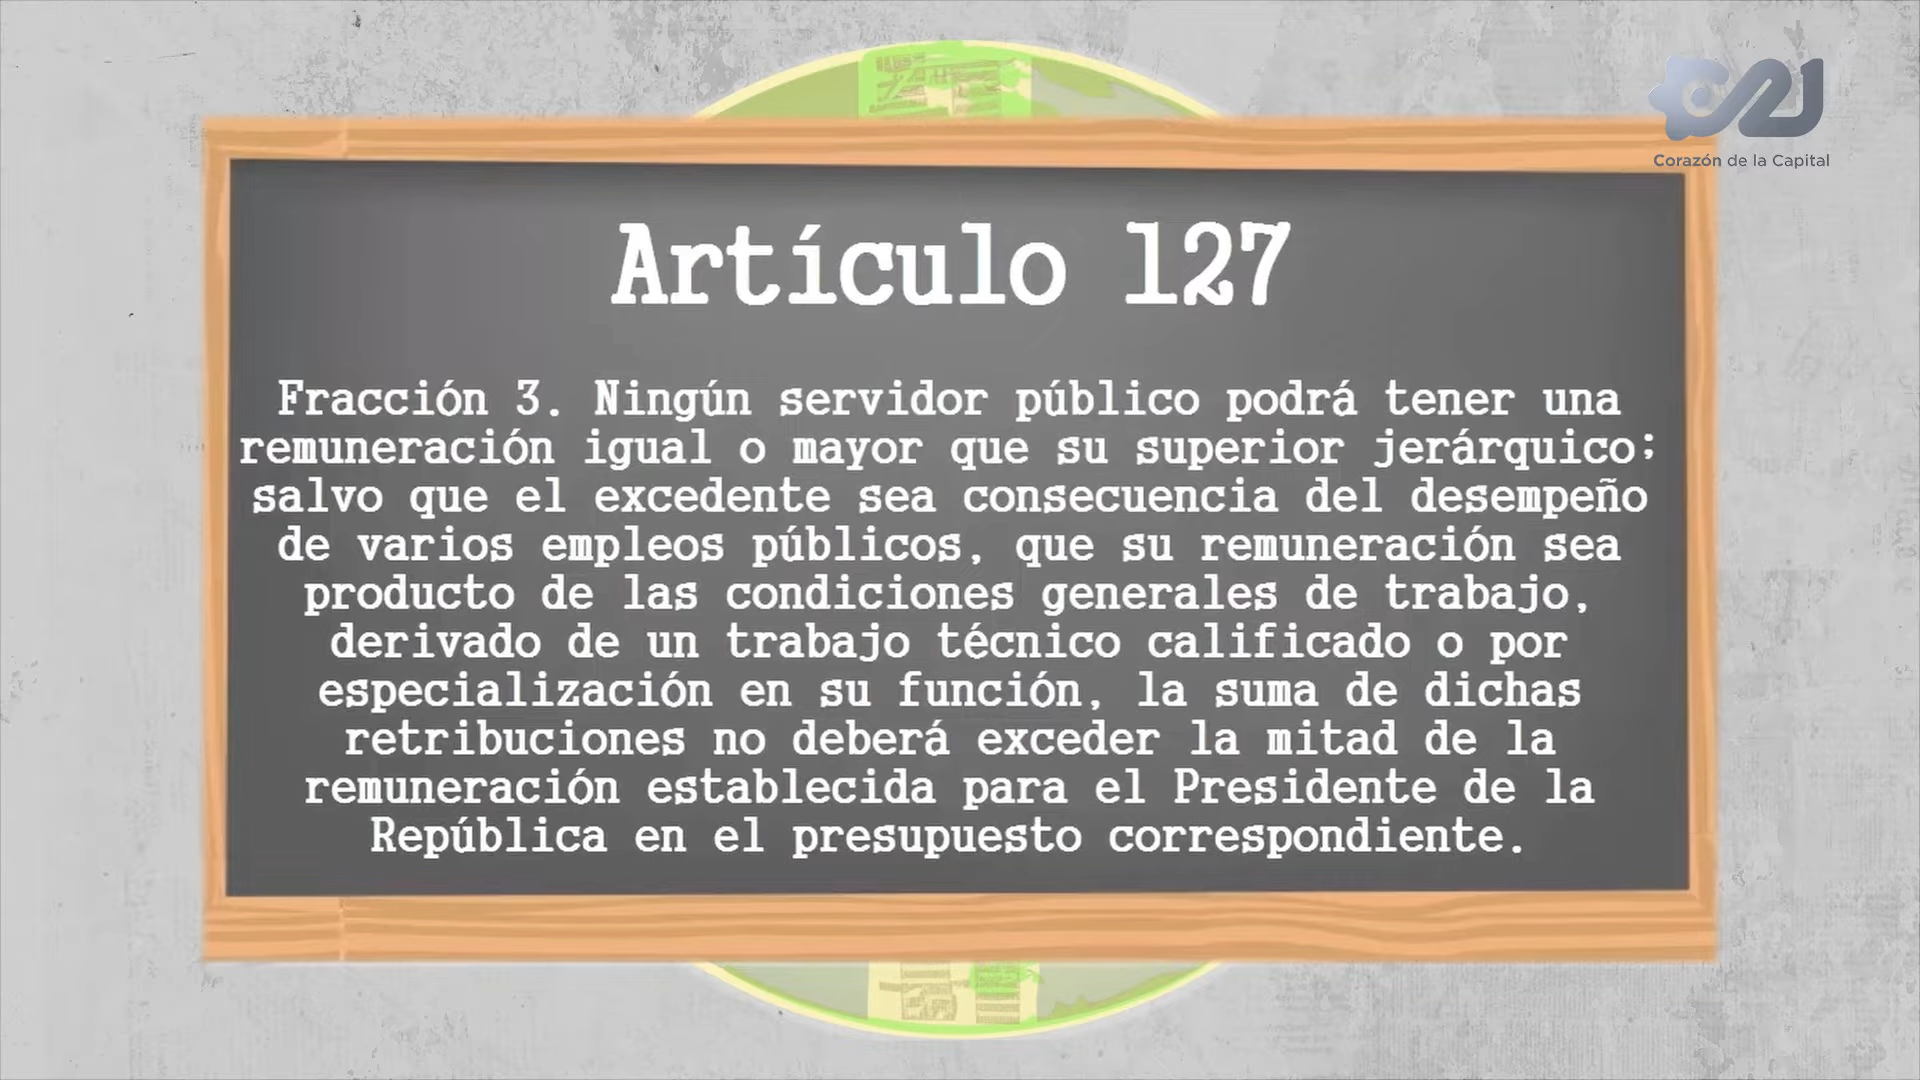 C21
Corazón de la Capital
Artículo 127
Fracción 3. Ningún servidor público podrá tener una
remuneración igual o mayor que su superior jerárquico;
salvo que el excedente sea consecuencia del desempeño
de varios empleos públicos, que su remuneración sea
producto de las condiciones generales de trabajo,
derivado de un trabajo técnico calificado o por
especialización en su función, la suma de dichas
retribuciones no deberá exceder la mitad de la
remuneración establecida para el Presidente de la
República en el presupuesto correspondiente.